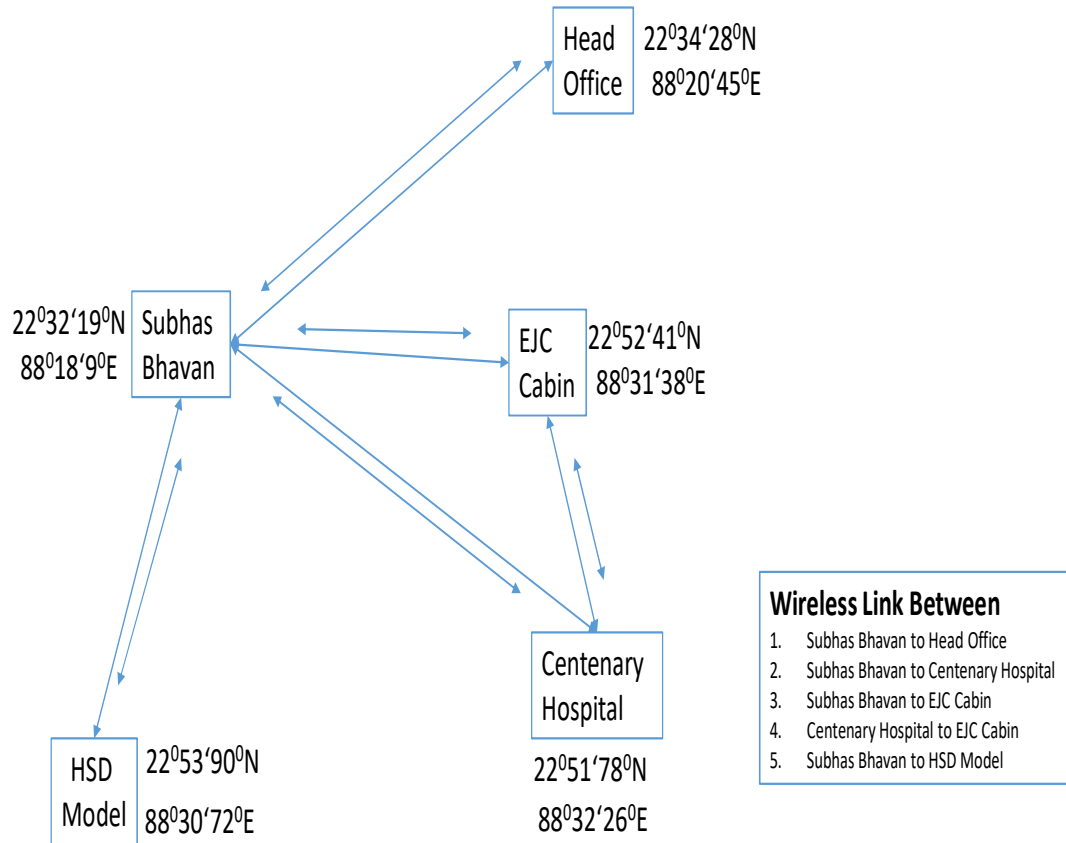 Head
Office
22⁰34‘28⁰N
88⁰20‘45⁰E
22⁰32‘19⁰N
88⁰18‘9⁰E
Subhas
Bhavan
EJC
Cabin
22⁰52‘41⁰N
88⁰31‘38⁰E
Centenary
Hospital
22⁰51‘78⁰N
88⁰32‘26⁰E
HSD
Model
22⁰53‘90⁰N
88⁰30‘72⁰E
Wireless Link Between
1. Subhas Bhavan to Head Office
2. Subhas Bhavan to Centenary Hospital
3. Subhas Bhavan to EJC Cabin
4. Centenary Hospital to EJC Cabin
5. Subhas Bhavan to HSD Model